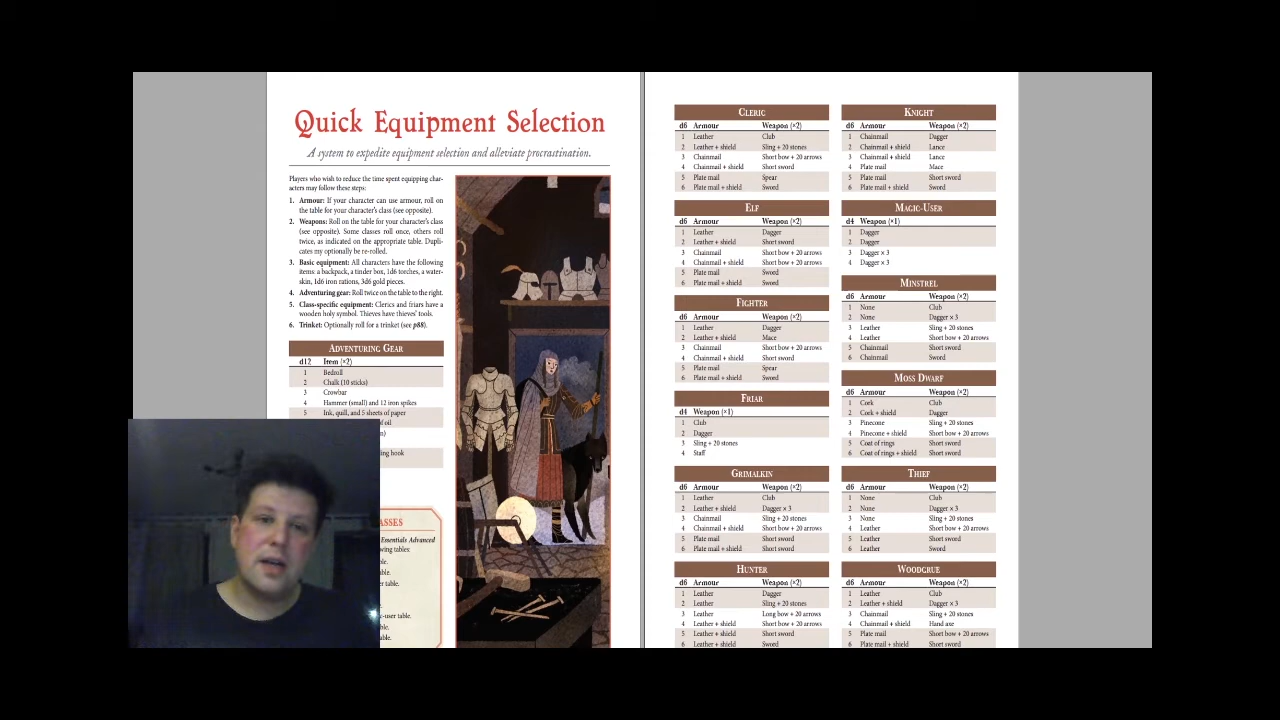 Quick Equipment Selection
A system to expedite equipment selection and alleviate procrastination.
Players who wish to reduce the time spent equipping char-
acters may follow these steps:
1. Armour: If your character can use armour, roll on
the table for your character's class (see opposite).
2. Weapons: Roll on the table for your character's class
(see opposite). Some classes roll once, others roll
twice, as indicated on the appropriate table. Dupli-
cates my optionally be re-rolled.
3. Basic equipment: All characters have the following
items: a backpack, a tinder box, 1d6 torches, a water-
skin, 1d6 iron rations, 3d6 gold pieces.
4. Adventuring gear: Roll twice on the table to the right.
5. Class-specific equipment: Clerics and friars have a
wooden holy symbol. Thieves have thieves' tools.
6. Trinket: Optionally roll for a trinket (see p88).
Adventuring Gear
d12 Item (×2)
1 Bedroll
2 Chalk (10 sticks)
3 Crowbar
4 Hammer (small) and 12 iron spikes
5 Ink, quill, and 5 sheets of paper
of oil
hook
Essentials Advanced
tables:
table.
Cleric
d6 Armour Weapon (×2)
1 Leather Club
2 Leather + shield Sling + 20 stones
3 Chainmail Short bow + 20 arrows
4 Chainmail + shield Short sword
5 Plate mail Spear
6 Plate mail + shield Sword
Elf
d6 Armour Weapon (×2)
1 Leather Dagger
2 Leather + shield Short sword
3 Chainmail Short bow + 20 arrows
4 Chainmail + shield Short bow + 20 arrows
5 Plate mail Sword
6 Plate mail + shield Sword
Fighter
d6 Armour Weapon (×2)
1 Leather Dagger
2 Leather + shield Mace
3 Chainmail Short bow + 20 arrows
4 Chainmail + shield Short sword
5 Plate mail Spear
6 Plate mail + shield Sword
Friar
d4 Weapon (×1)
1 Club
2 Dagger
3 Sling + 20 stones
4 Staff
Grimalkin
d6 Armour Weapon (×2)
1 Leather Club
2 Leather + shield Dagger × 3
3 Chainmail Sling + 20 stones
4 Chainmail + shield Short bow + 20 arrows
5 Plate mail Short sword
6 Plate mail + shield Short sword
Hunter
d6 Armour Weapon (×2)
1 Leather Dagger
2 Leather Sling + 20 stones
3 Leather Long bow + 20 arrows
4 Leather + shield Short bow + 20 arrows
5 Leather + shield Short sword
6 Leather + shield Sword
Knight
d6 Armour Weapon (×2)
1 Chainmail Dagger
2 Chainmail + shield Lance
3 Chainmail + shield Lance
4 Plate mail Mace
5 Plate mail Short sword
6 Plate mail + shield Sword
Magic-User
d4 Weapon (×1)
1 Dagger
2 Dagger
3 Dagger × 3
4 Dagger × 3
Minstrel
d6 Armour Weapon (×2)
1 None Club
2 None Dagger × 3
3 Leather Sling + 20 stones
4 Leather Short bow + 20 arrows
5 Chainmail Short sword
6 Chainmail Sword
Moss Dwarf
d6 Armour Weapon (×2)
1 Cork Club
2 Cork + shield Dagger
3 Pinecone Sling + 20 stones
4 Pinecone + shield Short bow + 20 arrows
5 Coat of rings Short sword
6 Coat of rings + shield Short sword
Thief
d6 Armour Weapon (×2)
1 None Club
2 None Dagger × 3
3 None Sling + 20 stones
4 Leather Short bow + 20 arrows
5 Leather Short sword
6 Leather Sword
Woodgrue
d6 Armour Weapon (×2)
1 Leather Club
2 Leather + shield Dagger × 3
3 Chainmail Sling + 20 stones
4 Chainmail + shield Hand axe
5 Plate mail Short bow + 20 arrows
6 Plate mail + shield Short sword